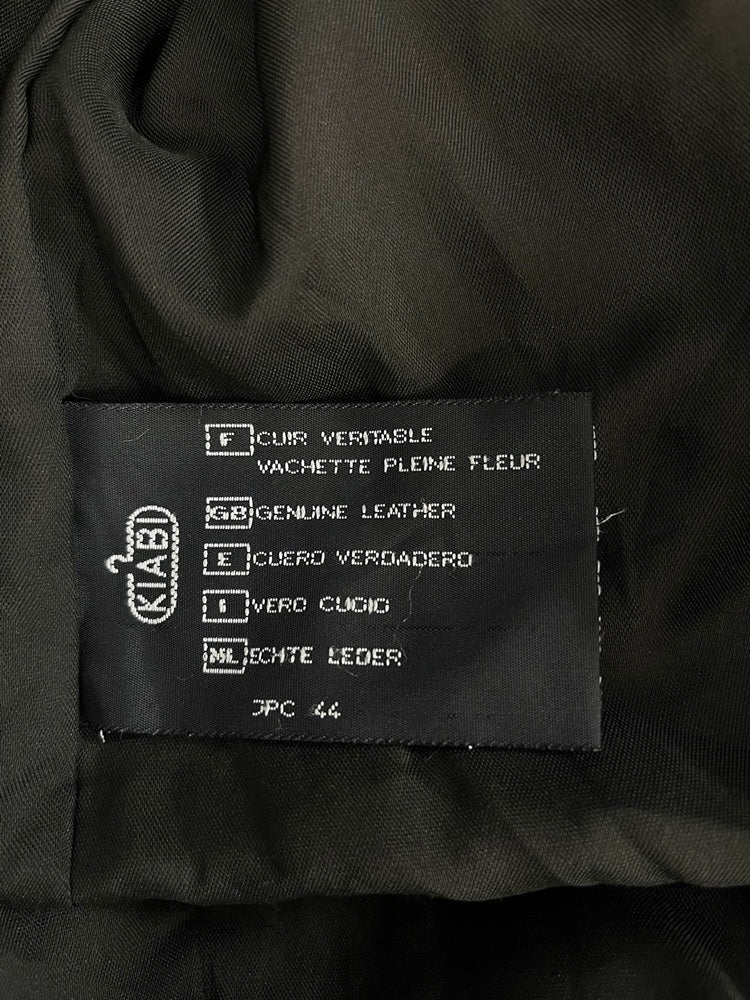 F CUIR VERITABLE
VACHETTE PLEINE FLEUR
GB GENUINE LEATHER
E CUERO VERDADERO
I VERO CUOIO
NL ECHTE LEDER
JPC 44
KIABI